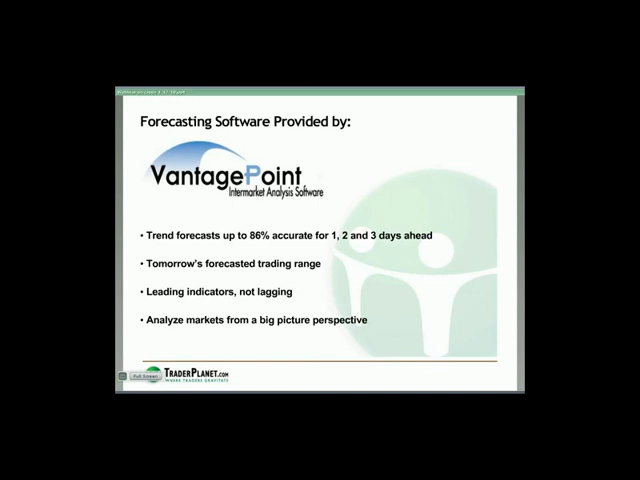 Forecasting Software Provided by:
VantagePoint
Intermarket Analysis Software
• Trend forecasts up to 86% accurate for 1, 2 and 3 days ahead
• Tomorrow's forecasted trading range
• Leading indicators, not lagging
• Analyze markets from a big picture perspective
TRADERPLANET.COM
WHERE TRADERS GRAVITATE
Full Screen